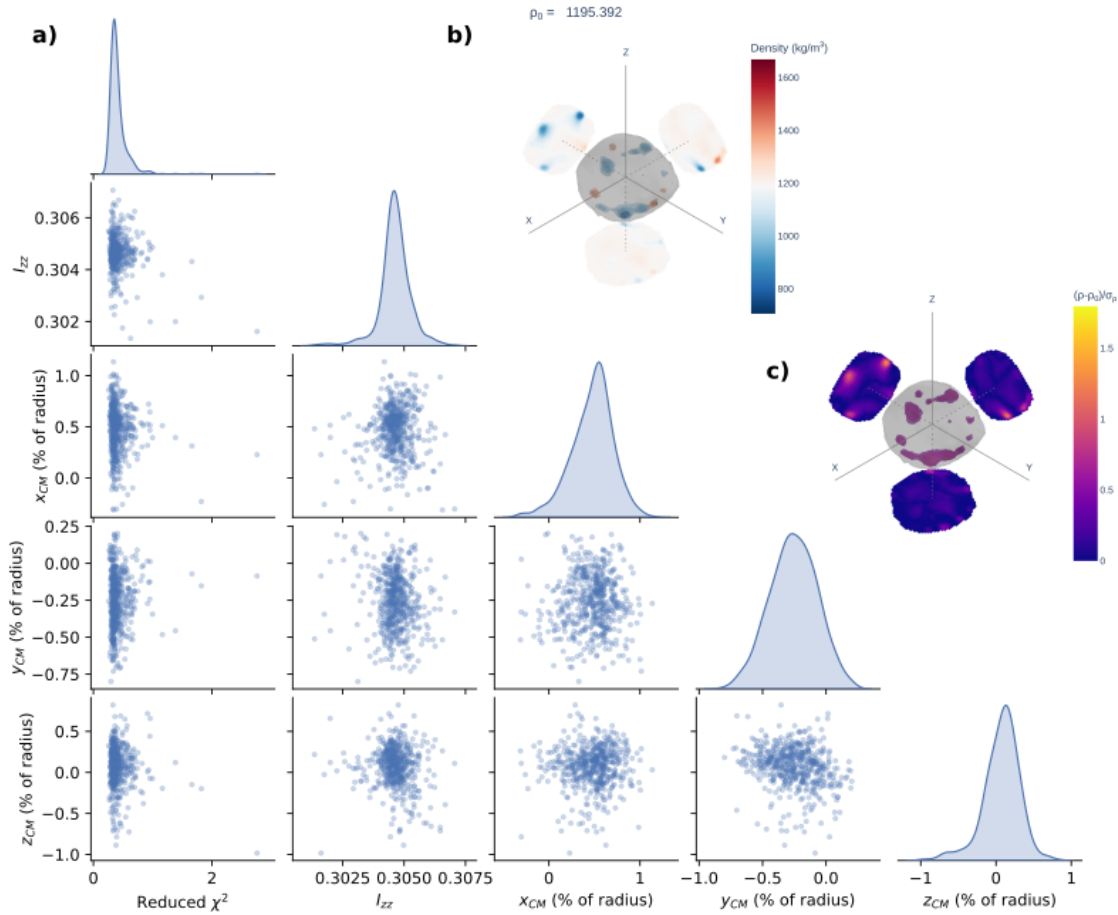 a)
b)
ρ₀ = 1195.392
Density (kg/m³)
Z
X
Y
1600
1400
1200
1000
800
c)
(ρ-ρ₀)/σρ
Z
X
Y
1.5
1
0.5
0
I_zz
0.306
0.304
0.302
x_CM (% of radius)
1.0
0.5
0.0
y_CM (% of radius)
0.25
0.00
−0.25
−0.50
−0.75
z_CM (% of radius)
0.5
0.0
−0.5
−1.0
0 2
Reduced χ²
0.3025 0.3050 0.3075
I_zz
0 1
x_CM (% of radius)
−1.0 −0.5 0.0
y_CM (% of radius)
−1 0 1
z_CM (% of radius)